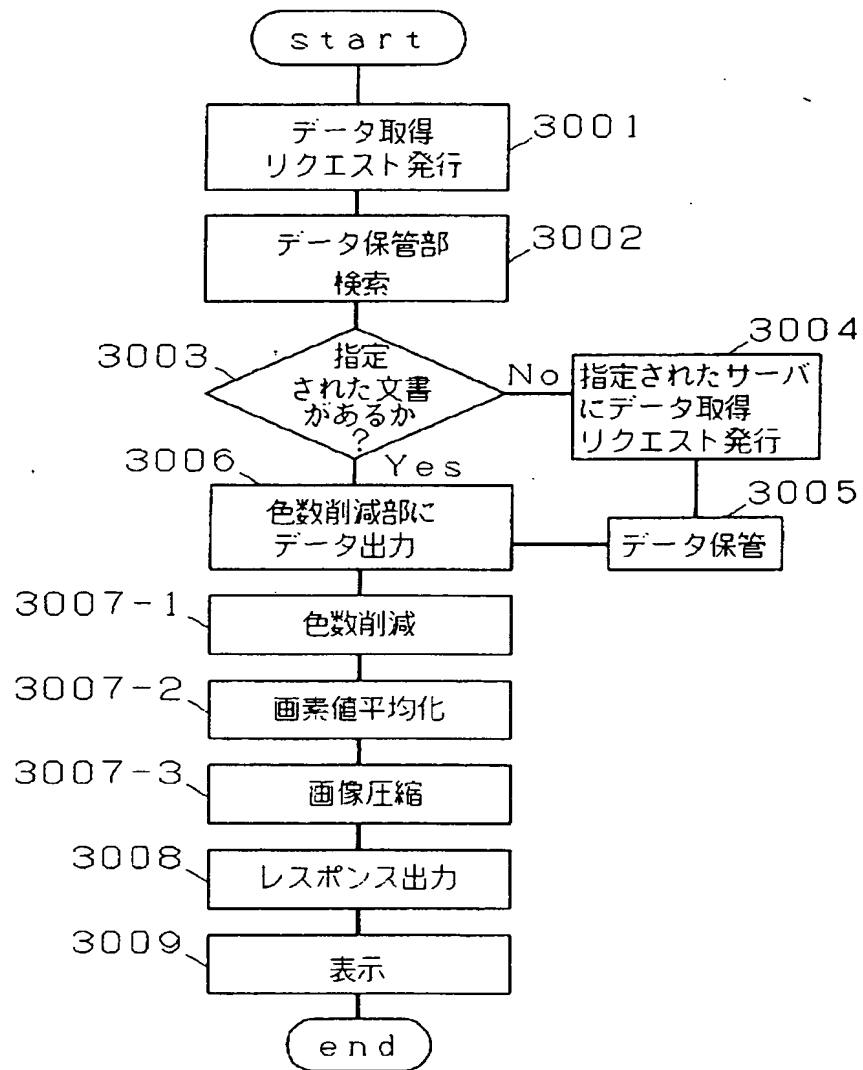 start
データ取得
リクエスト発行
3001
データ保管部
検索
3002
3003
指定
された文書
があるか
?
No
3004
指定されたサーバ
にデータ取得
リクエスト発行
Yes
3005
データ保管
3006
色数削減部に
データ出力
3007-1
色数削減
3007-2
画素値平均化
3007-3
画像圧縮
3008
レスポンス出力
3009
表示
end